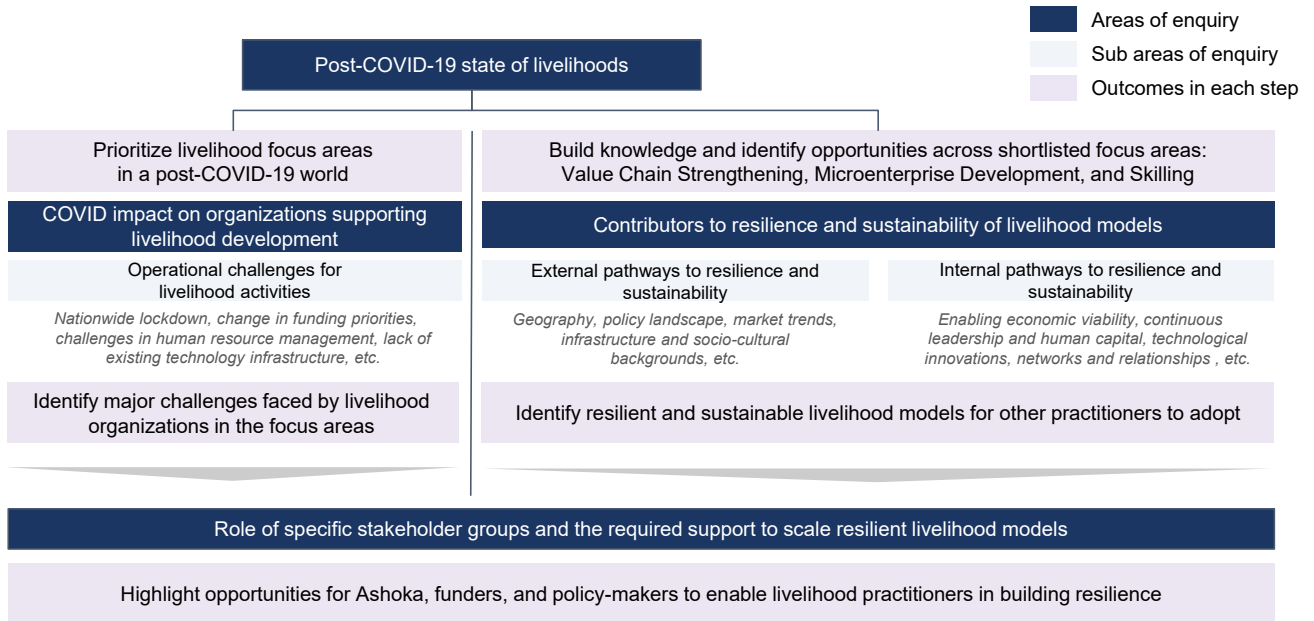 Areas of enquiry
Sub areas of enquiry
Outcomes in each step
Post-COVID-19 state of livelihoods
Prioritize livelihood focus areas
in a post-COVID-19 world
Build knowledge and identify opportunities across shortlisted focus areas:
Value Chain Strengthening, Microenterprise Development, and Skilling
COVID impact on organizations supporting
livelihood development
Contributors to resilience and sustainability of livelihood models
Operational challenges for
livelihood activities
External pathways to resilience and
sustainability
Internal pathways to resilience and
sustainability
Nationwide lockdown, change in funding priorities,
challenges in human resource management, lack of
existing technology infrastructure, etc.
Geography, policy landscape, market trends,
infrastructure and socio-cultural
backgrounds, etc.
Enabling economic viability, continuous
leadership and human capital, technological
innovations, networks and relationships , etc.
Identify major challenges faced by livelihood
organizations in the focus areas
Identify resilient and sustainable livelihood models for other practitioners to adopt
Role of specific stakeholder groups and the required support to scale resilient livelihood models
Highlight opportunities for Ashoka, funders, and policy-makers to enable livelihood practitioners in building resilience